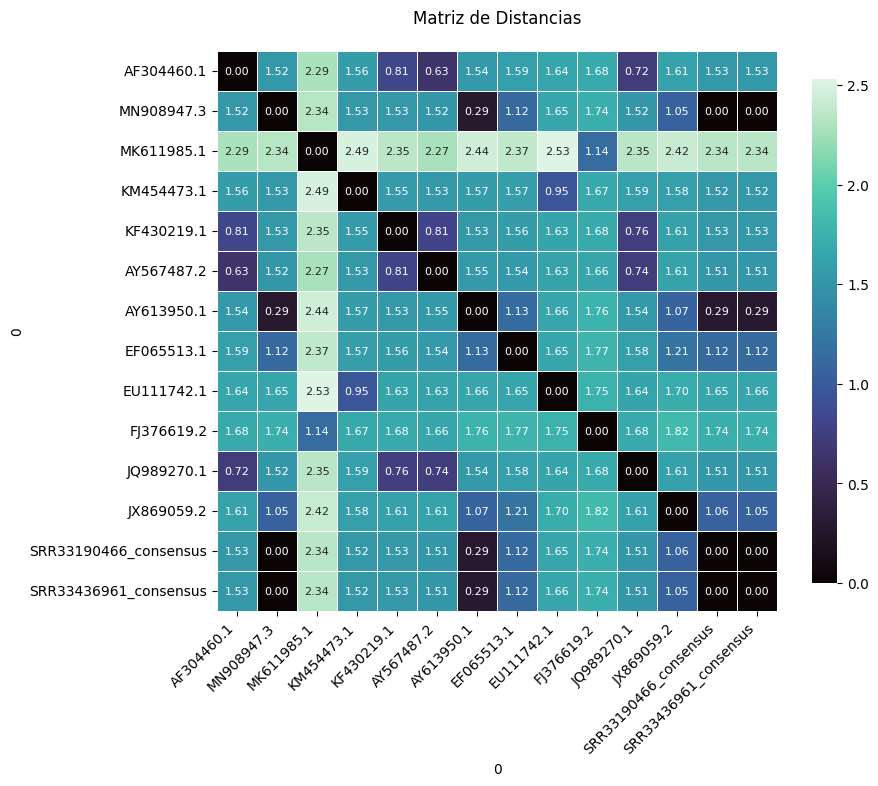 Matriz de Distancias
AF304460.1 0.00 1.52 2.29 1.56 0.81 0.63 1.54 1.59 1.64 1.68 0.72 1.61 1.53 1.53
MN908947.3 1.52 0.00 2.34 1.53 1.53 1.52 0.29 1.12 1.65 1.74 1.52 1.05 0.00 0.00
MK611985.1 2.29 2.34 0.00 2.49 2.35 2.27 2.44 2.37 2.53 1.14 2.35 2.42 2.34 2.34
KM454473.1 1.56 1.53 2.49 0.00 1.55 1.53 1.57 1.57 0.95 1.67 1.59 1.58 1.52 1.52
KF430219.1 0.81 1.53 2.35 1.55 0.00 0.81 1.53 1.56 1.63 1.68 0.76 1.61 1.53 1.53
AY567487.2 0.63 1.52 2.27 1.53 0.81 0.00 1.55 1.54 1.63 1.66 0.74 1.61 1.51 1.51
AY613950.1 1.54 0.29 2.44 1.57 1.53 1.55 0.00 1.13 1.66 1.76 1.54 1.07 0.29 0.29
EF065513.1 1.59 1.12 2.37 1.57 1.56 1.54 1.13 0.00 1.65 1.77 1.58 1.21 1.12 1.12
EU111742.1 1.64 1.65 2.53 0.95 1.63 1.63 1.66 1.65 0.00 1.75 1.64 1.70 1.65 1.66
FJ376619.2 1.68 1.74 1.14 1.67 1.68 1.66 1.76 1.77 1.75 0.00 1.68 1.82 1.74 1.74
JQ989270.1 0.72 1.52 2.35 1.59 0.76 0.74 1.54 1.58 1.64 1.68 0.00 1.61 1.51 1.51
JX869059.2 1.61 1.05 2.42 1.58 1.61 1.61 1.07 1.21 1.70 1.82 1.61 0.00 1.06 1.05
SRR33190466_consensus 1.53 0.00 2.34 1.52 1.53 1.51 0.29 1.12 1.65 1.74 1.51 1.06 0.00 0.00
SRR33436961_consensus 1.53 0.00 2.34 1.52 1.53 1.51 0.29 1.12 1.66 1.74 1.51 1.05 0.00 0.00
0
AF304460.1
MN908947.3
MK611985.1
KM454473.1
KF430219.1
AY567487.2
AY613950.1
EF065513.1
EU111742.1
FJ376619.2
JQ989270.1
JX869059.2
SRR33190466_consensus
SRR33436961_consensus
0
2.5
2.0
1.5
1.0
0.5
0.0